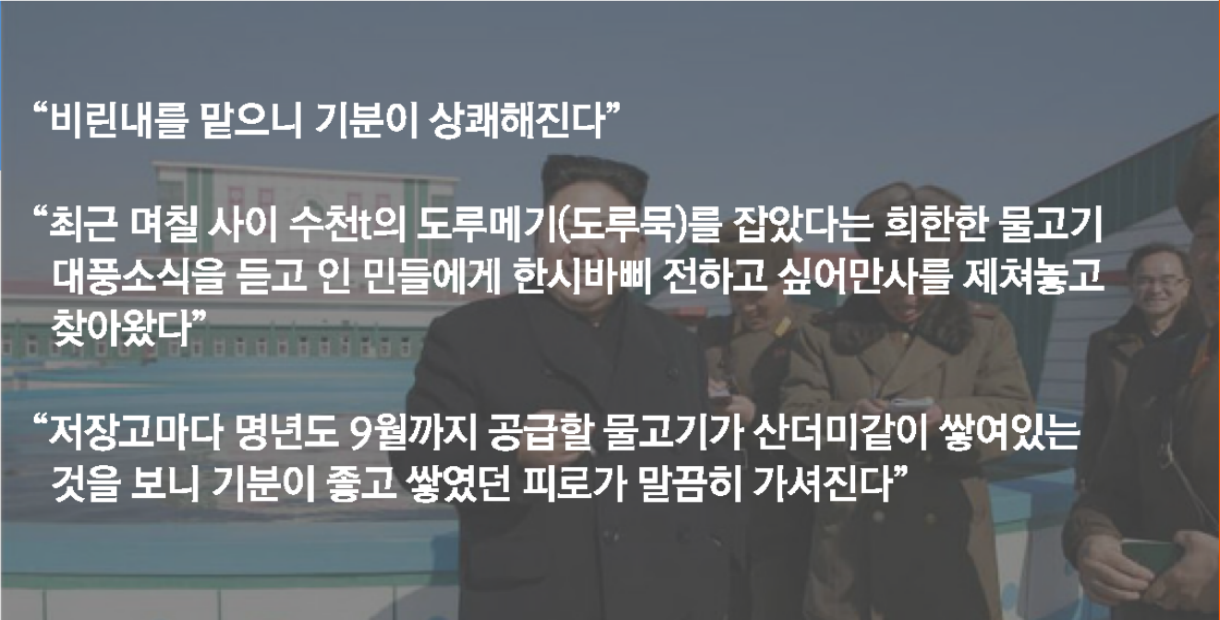 “비린내를 맡으니 기분이 상쾌해진다”
“최근 며칠 사이 수천t의 도루메기(도루묵)를 잡았다는 희한한 물고기
대풍소식을 듣고 인 민들에게 한시바삐 전하고 싶어만사를 제쳐놓고
찾아왔다”
“저장고마다 명년도 9월까지 공급할 물고기가 산더미같이 쌓여있는
것을 보니 기분이 좋고 쌓였던 피로가 말끔히 가셔진다”